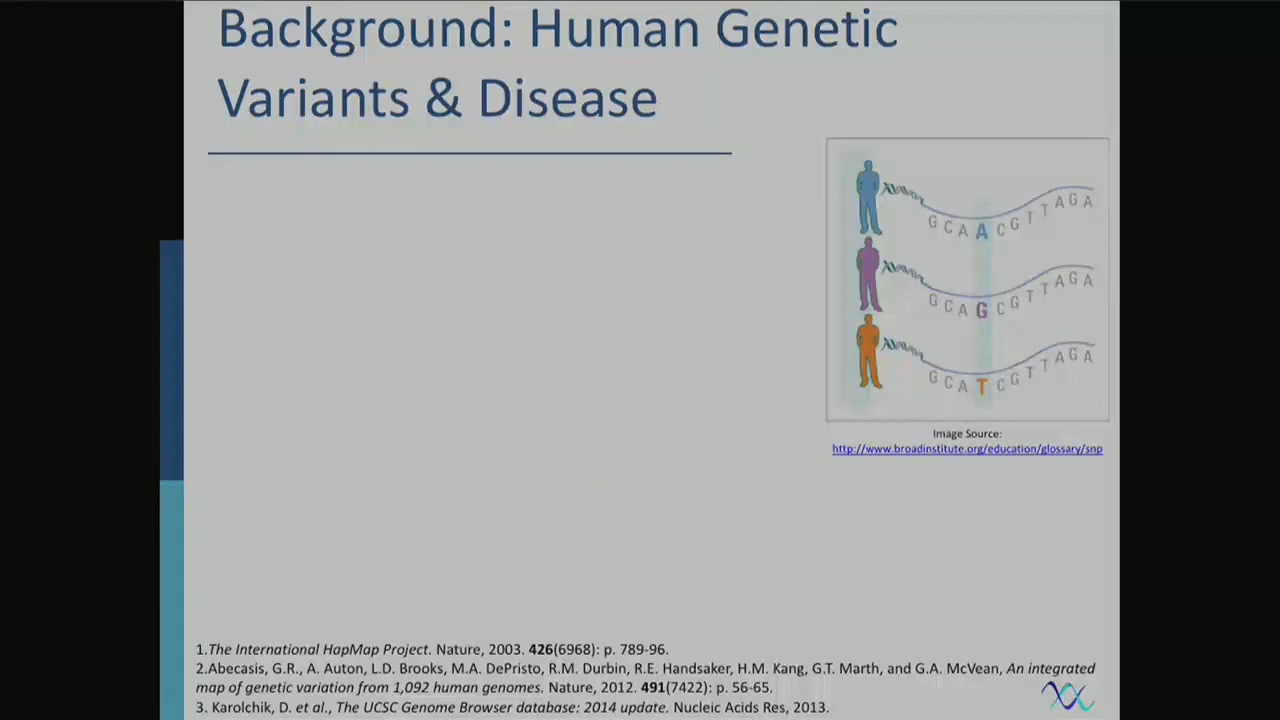 Background: Human Genetic
Variants & Disease
G C A A C G T T A G A
G C A G C G T T A G A
G C A T C G T T A G A
Image Source:
http://www.broadinstitute.org/education/glossary/snp
1.The International HapMap Project. Nature, 2003. 426(6968): p. 789-96.
2.Abecasis, G.R., A. Auton, L.D. Brooks, M.A. DePristo, R.M. Durbin, R.E. Handsaker, H.M. Kang, G.T. Marth, and G.A. McVean, An integrated
map of genetic variation from 1,092 human genomes. Nature, 2012. 491(7422): p. 56-65.
3. Karolchik, D. et al., The UCSC Genome Browser database: 2014 update. Nucleic Acids Res, 2013.